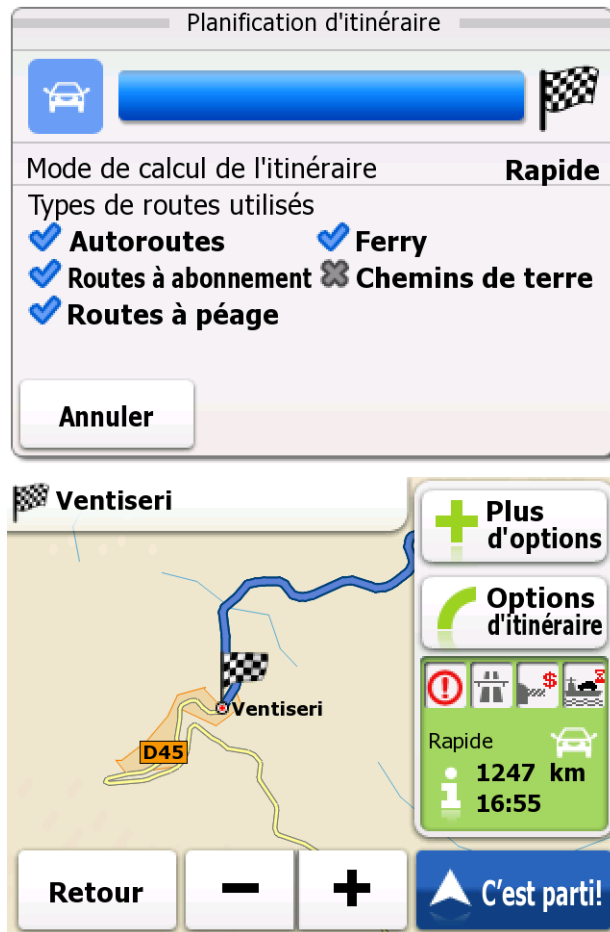 Planification d'itinéraire
Mode de calcul de l'itinéraire Rapide
Types de routes utilisés
Autoroutes Ferry
Routes à abonnement Chemins de terre
Routes à péage
Annuler
Ventiseri
Plus
d'options
Options
d'itinéraire
Ventiseri
D45
Rapide
1247 km
16:55
Retour
C'est parti!